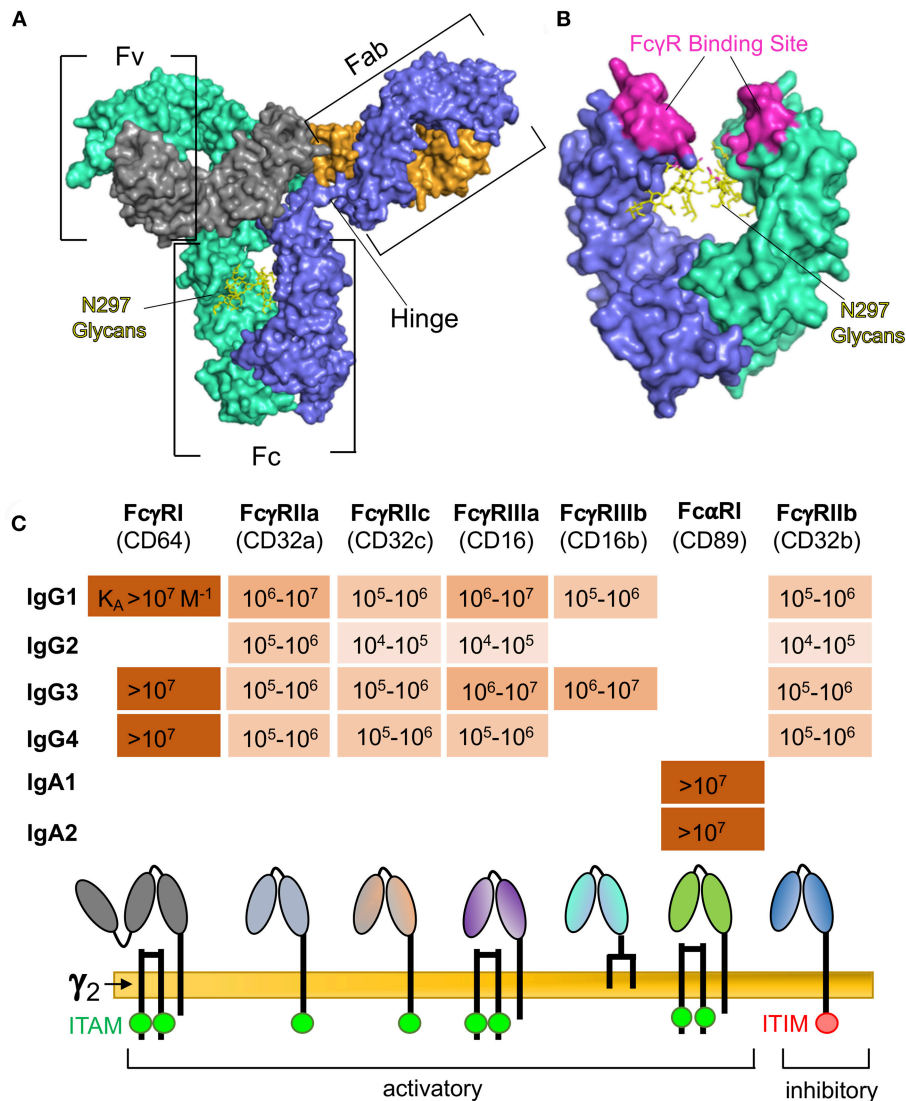 A
B
Fv
Fab
FcγR Binding Site
N297
Glycans
Hinge
N297
Glycans
Fc
C
FcγRI
(CD64)
FcγRIIa
(CD32a)
FcγRIIc
(CD32c)
FcγRIIIa
(CD16)
FcγRIIIb
(CD16b)
FcαRI
(CD89)
FcγRIIb
(CD32b)
IgG1 K_A >10⁷ M⁻¹ 10⁶-10⁷ 10⁵-10⁶ 10⁶-10⁷ 10⁵-10⁶ 10⁵-10⁶
IgG2 10⁵-10⁶ 10⁴-10⁵ 10⁴-10⁵ 10⁴-10⁵
IgG3 >10⁷ 10⁵-10⁶ 10⁵-10⁶ 10⁶-10⁷ 10⁶-10⁷ 10⁵-10⁶
IgG4 >10⁷ 10⁵-10⁶ 10⁵-10⁶ 10⁵-10⁶ 10⁵-10⁶
IgA1 >10⁷
IgA2 >10⁷
γ₂
ITAM
ITIM
activatory
inhibitory